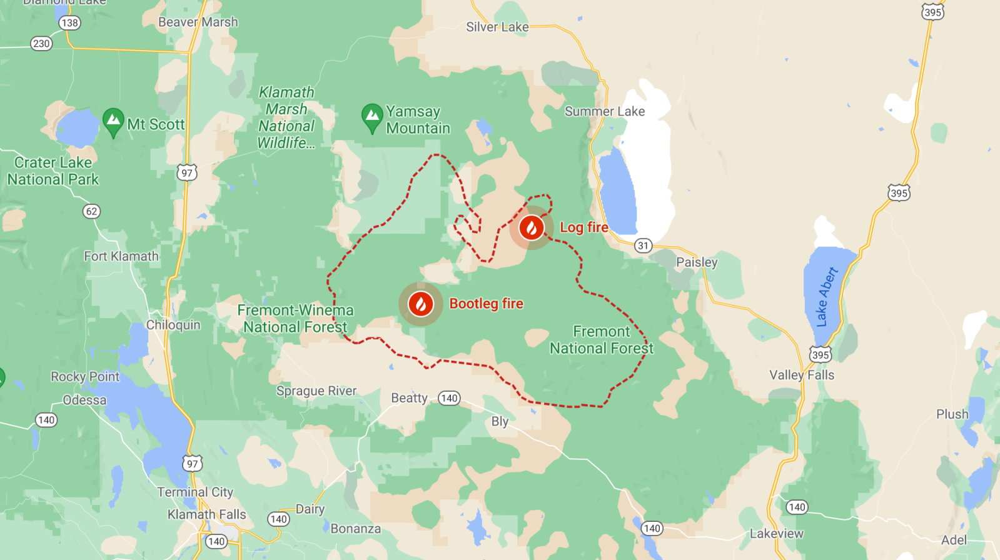 Diamond Lake
138
Beaver Marsh
395
Silver Lake
230
Klamath
Marsh
National
Wildlife...
Yamsay
Mountain
Summer Lake
Mt Scott
Crater Lake
National Park
97
395
62
Log fire
31
Fort Klamath
Paisley
Lake Abert
Bootleg fire
Fremont-Winema
National Forest
Chiloquin
Fremont
National Forest
395
Rocky Point
Valley Falls
Odessa
Sprague River
Beatty
140
140
Bly
Plush
97
Terminal City
Klamath Falls
Dairy
140
140
Bonanza
140
140
Lakeview
Adel